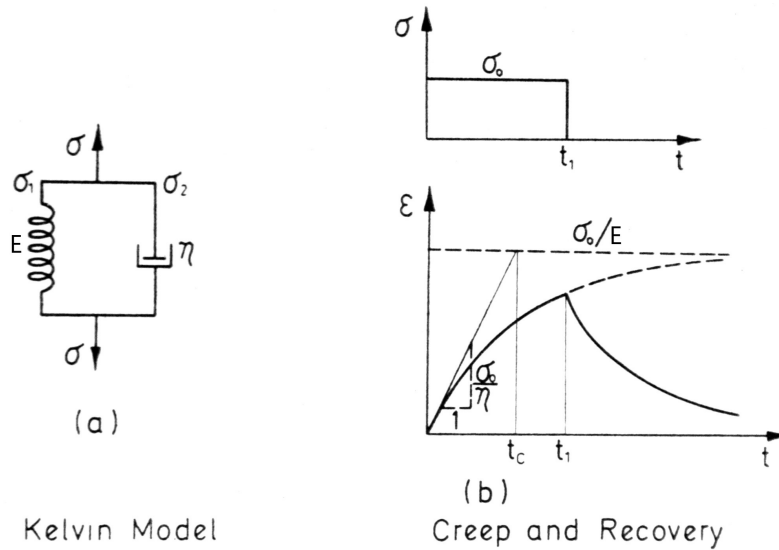 σ
σ₁
σ₂
E
η
σ
(a)
Kelvin Model
σ
σ₀
t₁
t
ε
σ₀/E
σ₀/η
1
t_c
t₁
t
(b)
Creep and Recovery